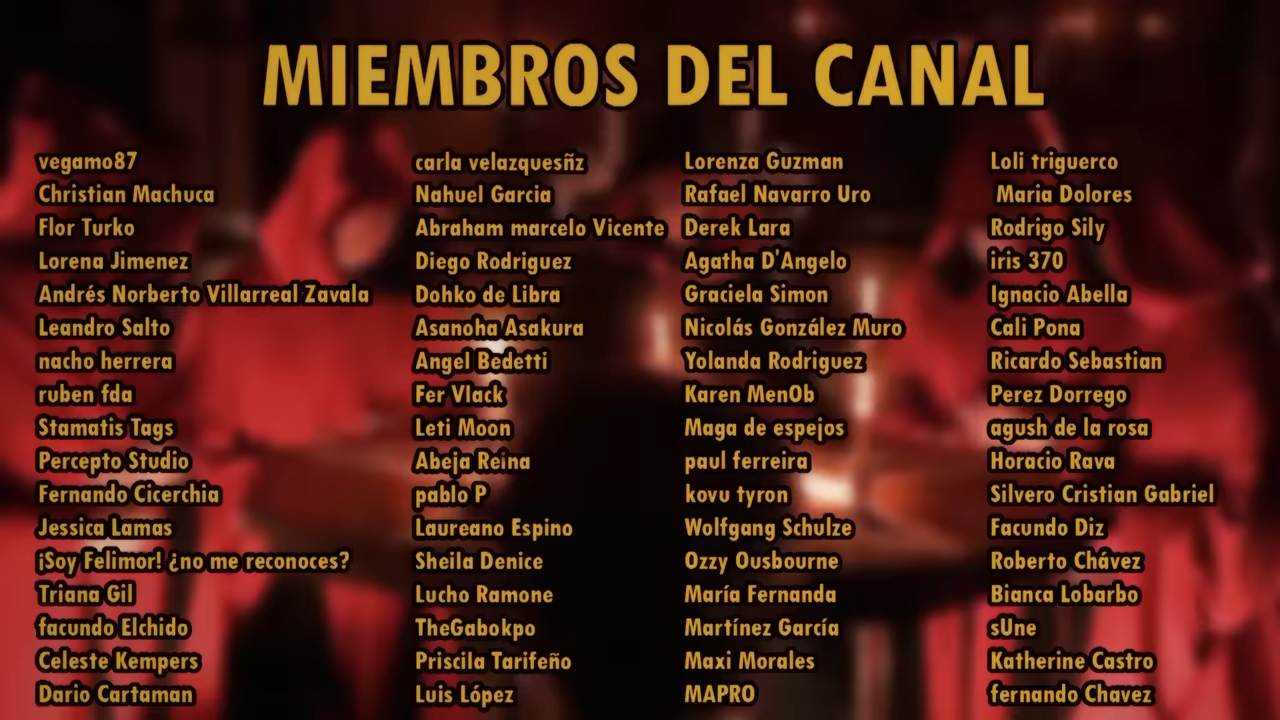 MIEMBROS DEL CANAL
vegamo87
Christian Machuca
Flor Turko
Lorena Jimenez
Andrés Norberto Villarreal Zavala
Leandro Salto
nacho herrera
ruben fda
Stamatis Tags
Percepto Studio
Fernando Cicerchia
Jessica Lamas
¡Soy Felimor! ¿no me reconoces?
Triana Gil
facundo Elchido
Celeste Kempers
Dario Cartaman
carla velazquesñz
Nahuel Garcia
Abraham marcelo Vicente
Diego Rodriguez
Dohko de Libra
Asanoha Asakura
Angel Bedetti
Fer Vlack
Leti Moon
Abeja Reina
pablo P
Laureano Espino
Sheila Denice
Lucho Ramone
TheGabokpo
Priscila Tarifeño
Luis López
Lorenza Guzman
Rafael Navarro Uro
Derek Lara
Agatha D'Angelo
Graciela Simon
Nicolás González Muro
Yolanda Rodriguez
Karen MenOb
Maga de espejos
paul ferreira
kovu tyron
Wolfgang Schulze
Ozzy Ousbourne
María Fernanda
Martínez García
Maxi Morales
MAPRO
Loli triguerco
Maria Dolores
Rodrigo Sily
iris 370
Ignacio Abella
Cali Pona
Ricardo Sebastian
Perez Dorrego
agush de la rosa
Horacio Rava
Silvero Cristian Gabriel
Facundo Diz
Roberto Chávez
Bianca Lobarbo
sUne
Katherine Castro
fernando Chavez